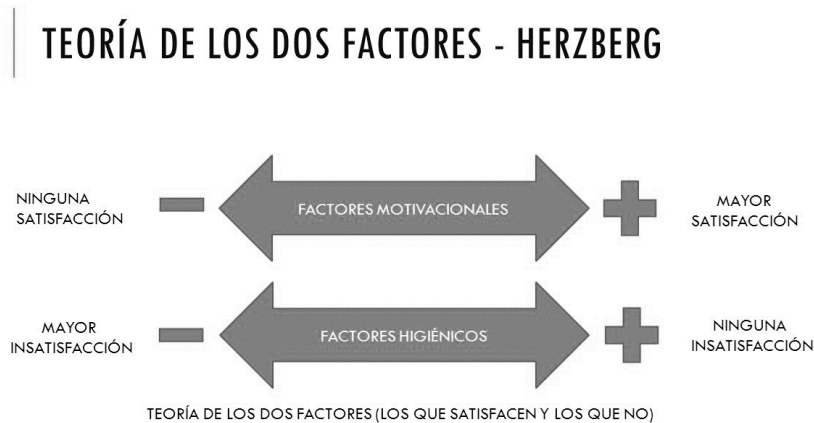 TEORÍA DE LOS DOS FACTORES - HERZBERG
NINGUNA
SATISFACCIÓN
FACTORES MOTIVACIONALES
MAYOR
SATISFACCIÓN
MAYOR
INSATISFACCIÓN
FACTORES HIGIÉNICOS
NINGUNA
INSATISFACCIÓN
TEORÍA DE LOS DOS FACTORES (LOS QUE SATISFACEN Y LOS QUE NO)